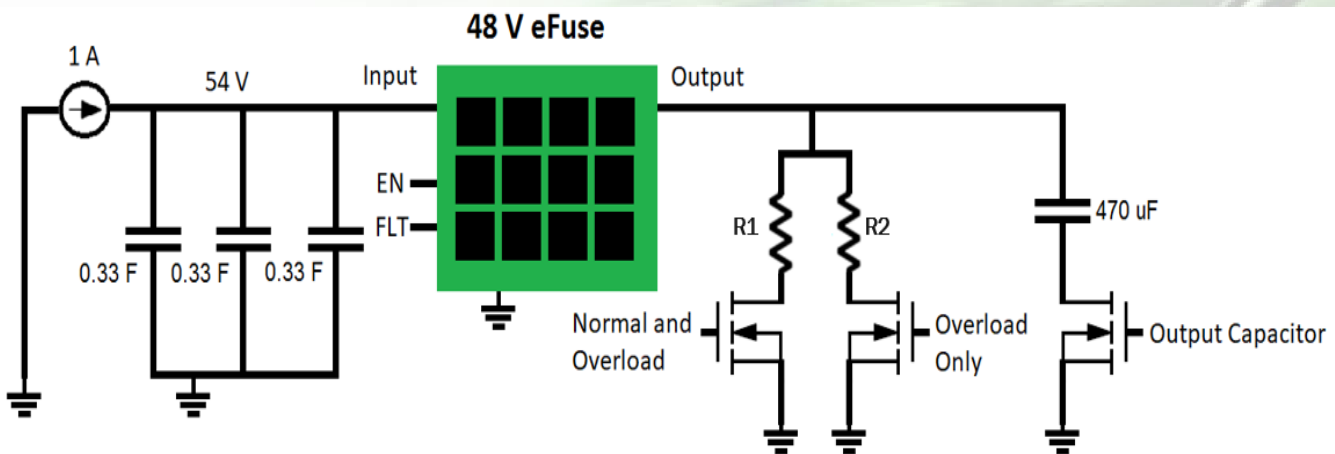 48 V eFuse
1 A
54 V
Input
Output
EN
FLT
0.33 F
0.33 F
0.33 F
R1
R2
470 uF
Normal and
Overload
Overload
Only
Output Capacitor